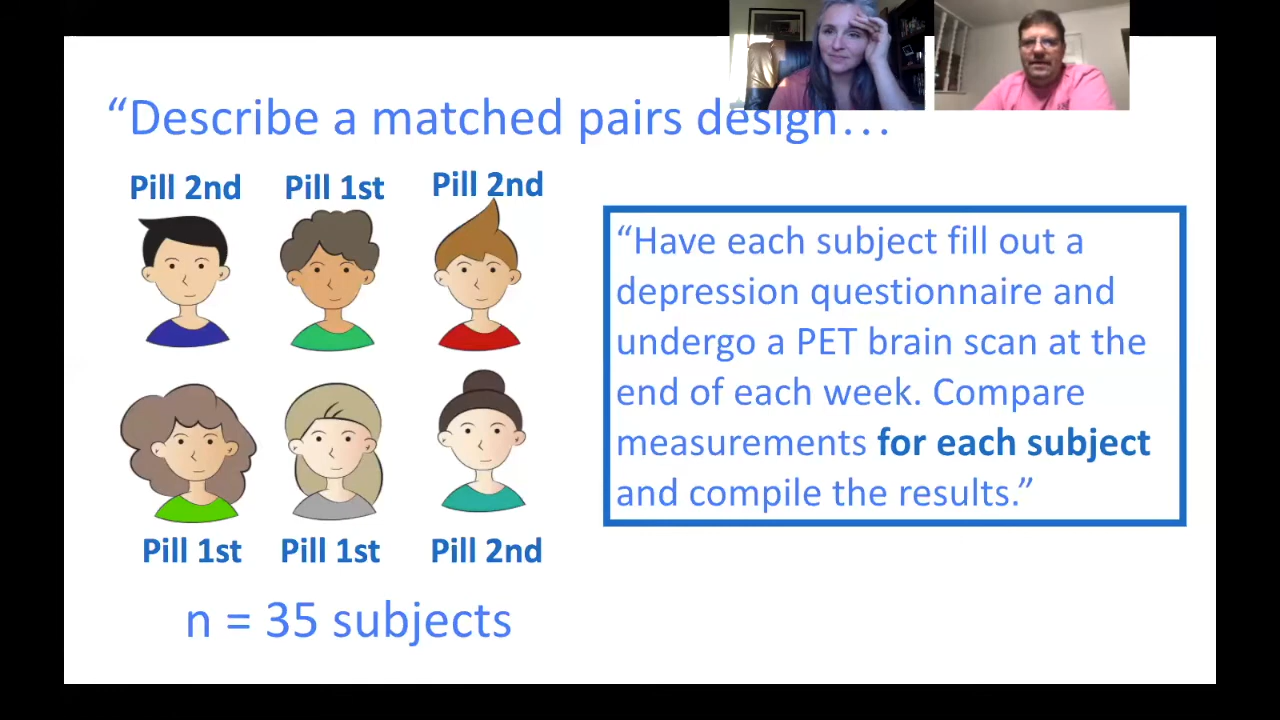 “Describe a matched pairs design…”
Pill 2nd Pill 1st Pill 2nd
“Have each subject fill out a
depression questionnaire and
undergo a PET brain scan at the
end of each week. Compare
measurements for each subject
and compile the results.”
Pill 1st Pill 1st Pill 2nd
n = 35 subjects